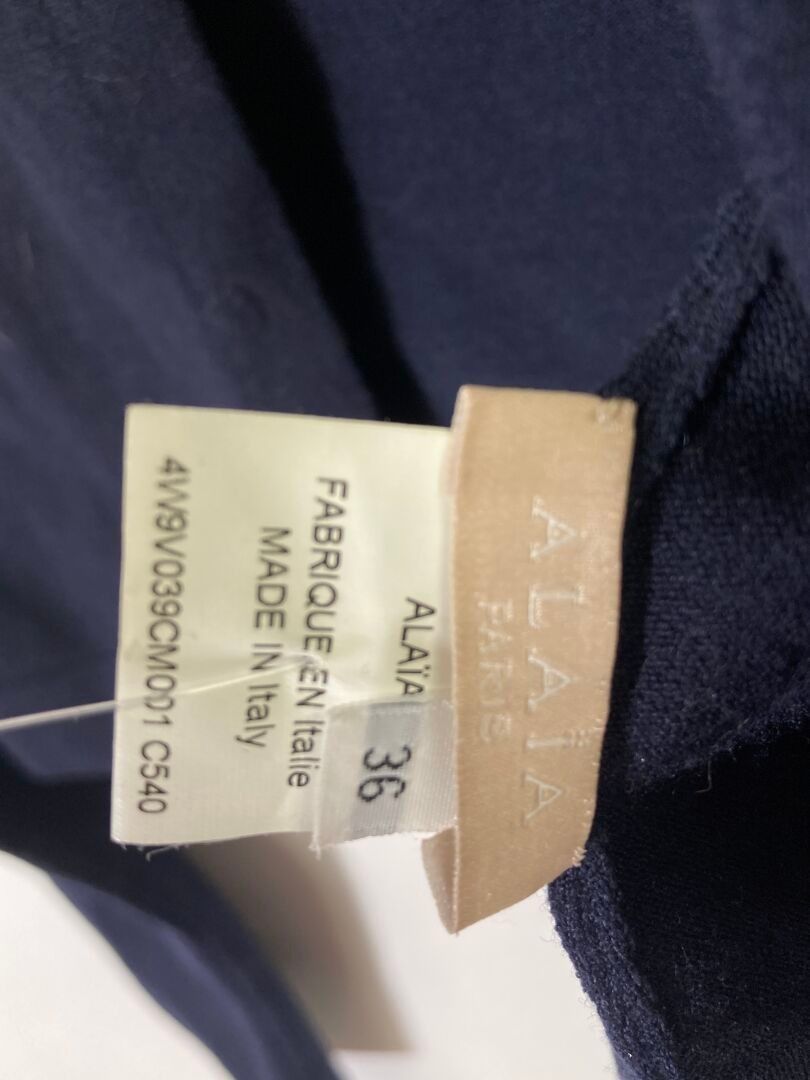 ALAÏA
PARIS
ALAÏA
36
FABRIQUE EN Italie
MADE IN Italy
4W9V039CM001 C540